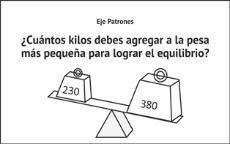 Eje Patrones
¿Cuántos kilos debes agregar a la pesa
más pequeña para lograr el equilibrio?
230
380